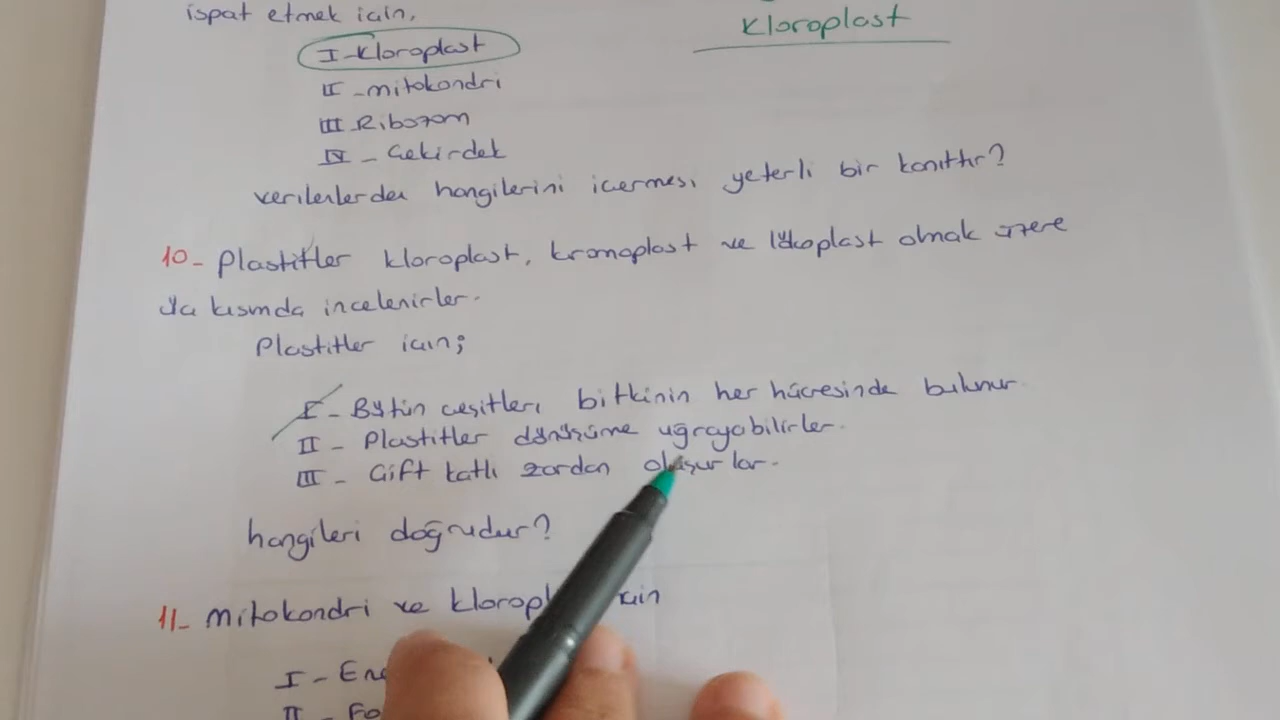 ispat etmek için,
Kloroplast
I-Kloroplast
II-mitokondri
III-Ribozom
IV-Çekirdek
verilenlerden hangilerini içermesi yeterli bir kanıttır?
10- Plastitler kloroplast, kromoplast ve lökoplast olmak üzere
üç kısımda incelenirler.
Plastitler için;
I- Bütün çeşitleri bitkinin her hücresinde bulunur
II- Plastitler dönüşüme uğrayabilirler.
III- Çift katlı zardan oluşurlar.
hangileri doğrudur?
11- mitokondri ve için
I-
II-